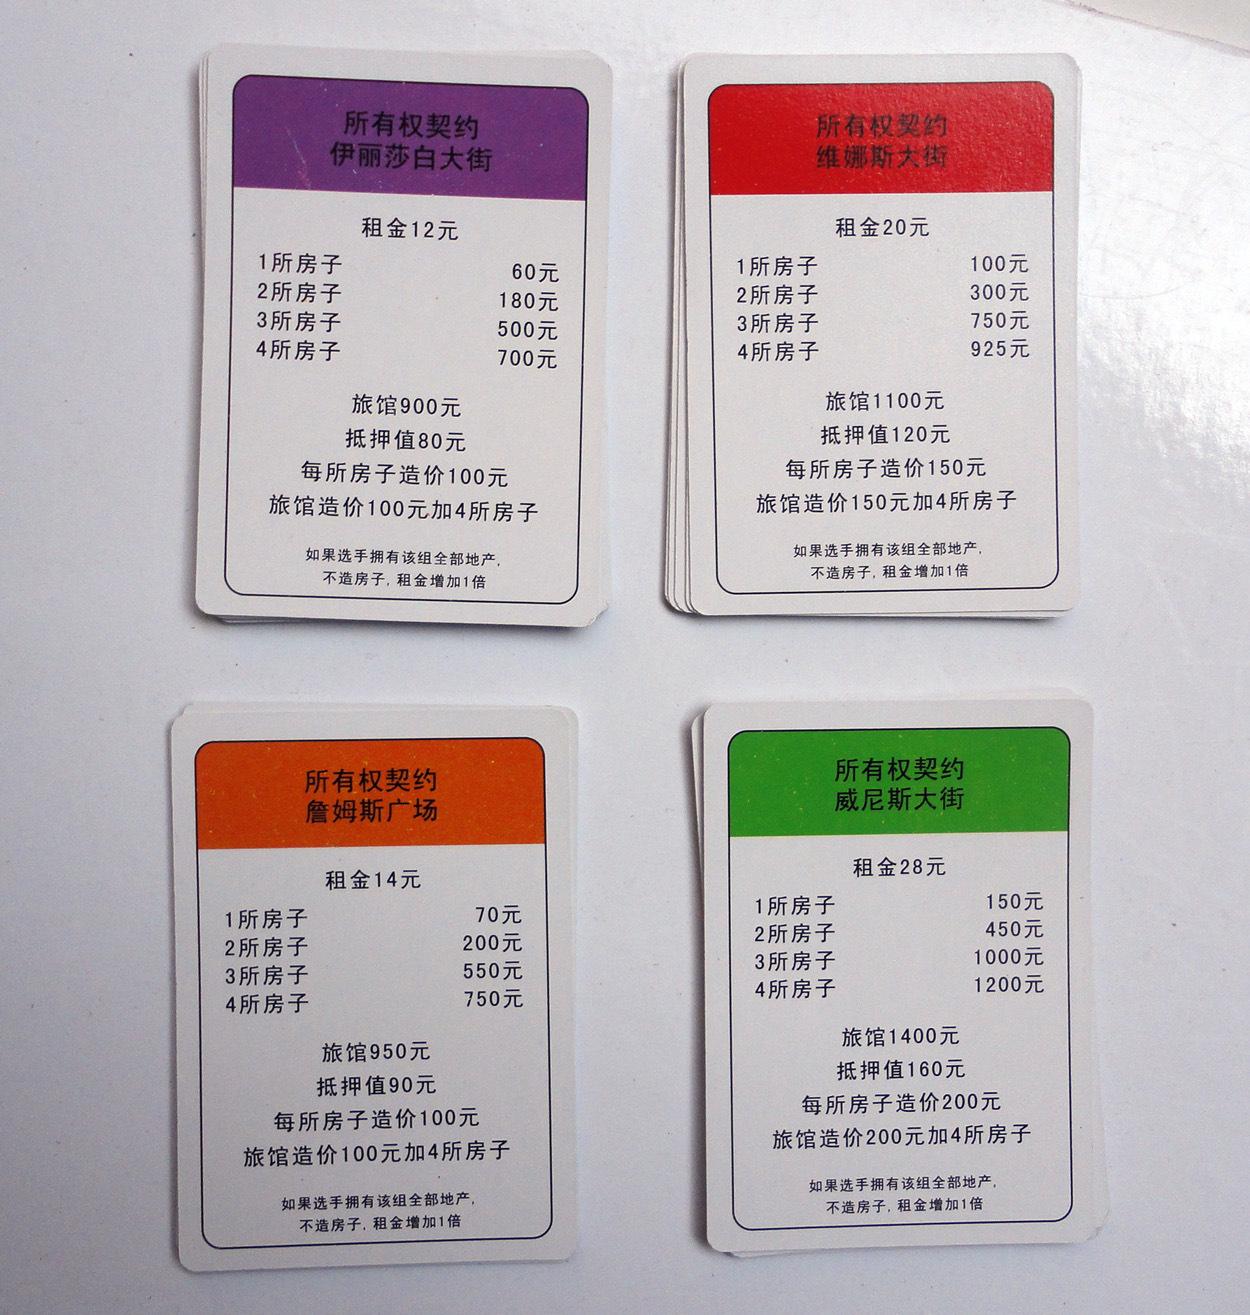 所有权契约
伊丽莎白大街
租金12元
1所房子 60元
2所房子 180元
3所房子 500元
4所房子 700元
旅馆900元
抵押值80元
每所房子造价100元
旅馆造价100元加4所房子
如果选手拥有该组全部地产,
不造房子, 租金增加1倍
所有权契约
维娜斯大街
租金20元
1所房子 100元
2所房子 300元
3所房子 750元
4所房子 925元
旅馆1100元
抵押值120元
每所房子造价150元
旅馆造价150元加4所房子
如果选手拥有该组全部地产,
不造房子, 租金增加1倍
所有权契约
詹姆斯广场
租金14元
1所房子 70元
2所房子 200元
3所房子 550元
4所房子 750元
旅馆950元
抵押值90元
每所房子造价100元
旅馆造价100元加4所房子
如果选手拥有该组全部地产,
不造房子, 租金增加1倍
所有权契约
威尼斯大街
租金28元
1所房子 150元
2所房子 450元
3所房子 1000元
4所房子 1200元
旅馆1400元
抵押值160元
每所房子造价200元
旅馆造价200元加4所房子
如果选手拥有该组全部地产,
不造房子, 租金增加1倍